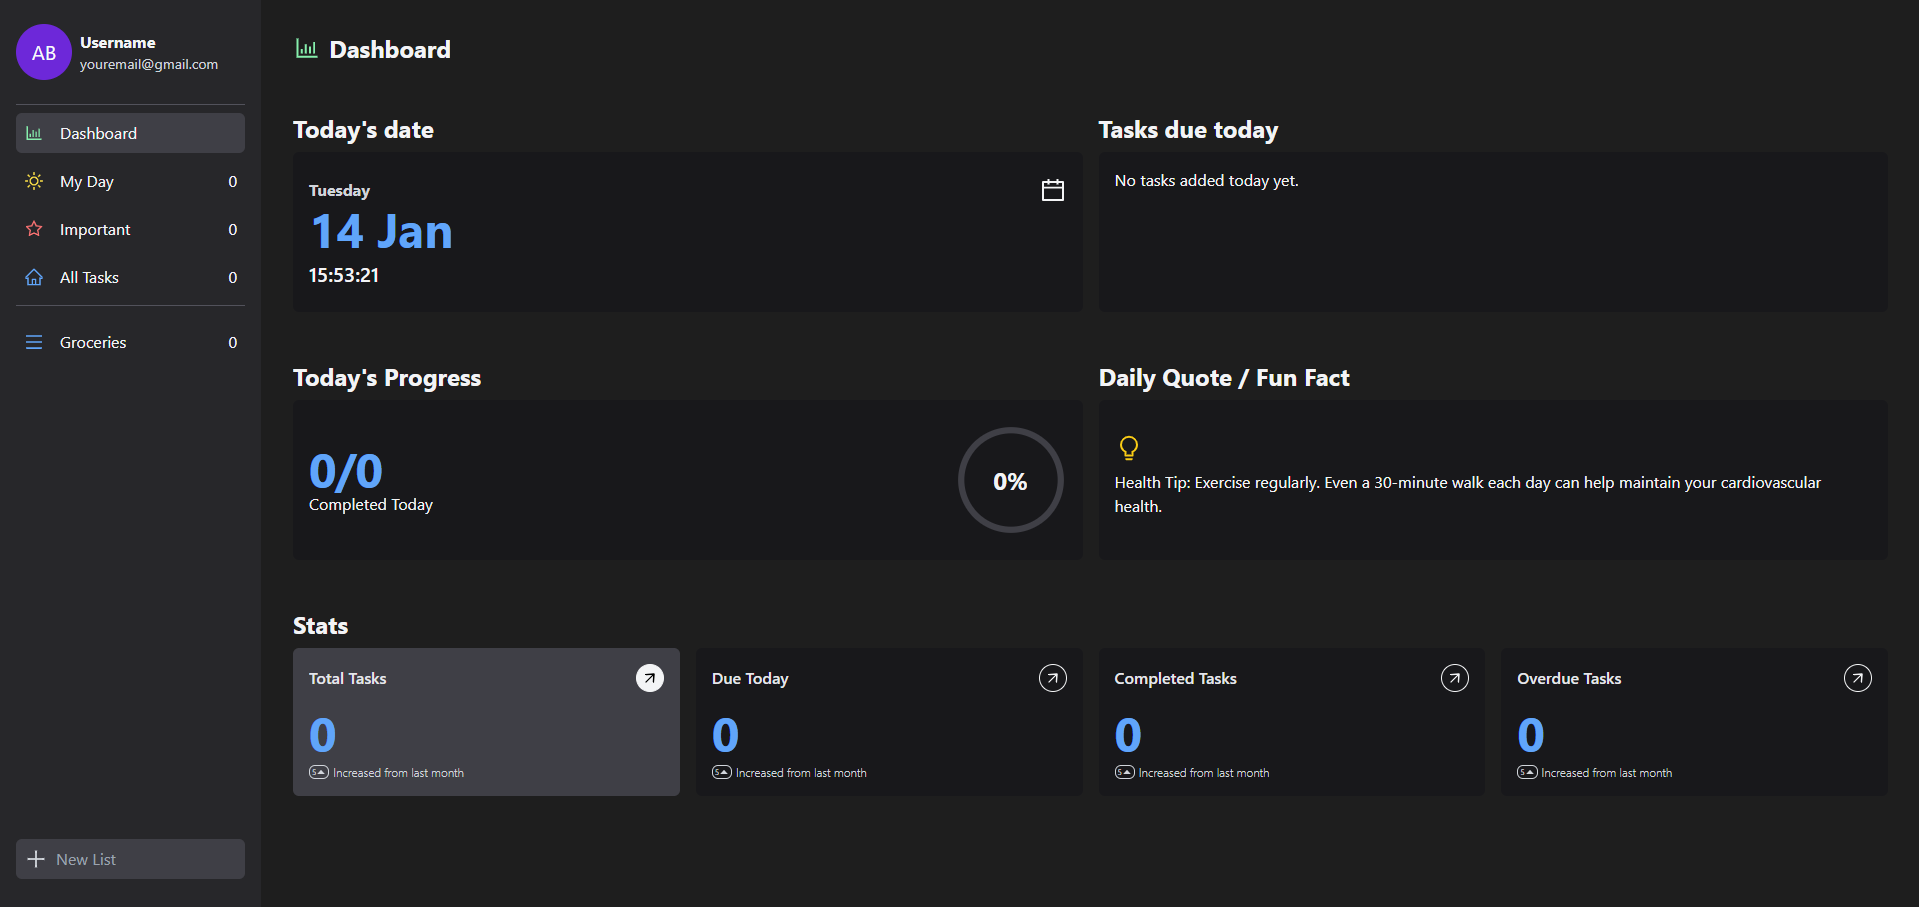 AB
Username
youremail@gmail.com
Dashboard
My Day 0
Important 0
All Tasks 0
Groceries 0
New List
Dashboard
Today's date
Tuesday
14 Jan
15:53:21
Tasks due today
No tasks added today yet.
Today's Progress
0/0
Completed Today
0%
Daily Quote / Fun Fact
Health Tip: Exercise regularly. Even a 30-minute walk each day can help maintain your cardiovascular
health.
Stats
Total Tasks
0
5 Increased from last month
Due Today
0
5 Increased from last month
Completed Tasks
0
5 Increased from last month
Overdue Tasks
0
5 Increased from last month